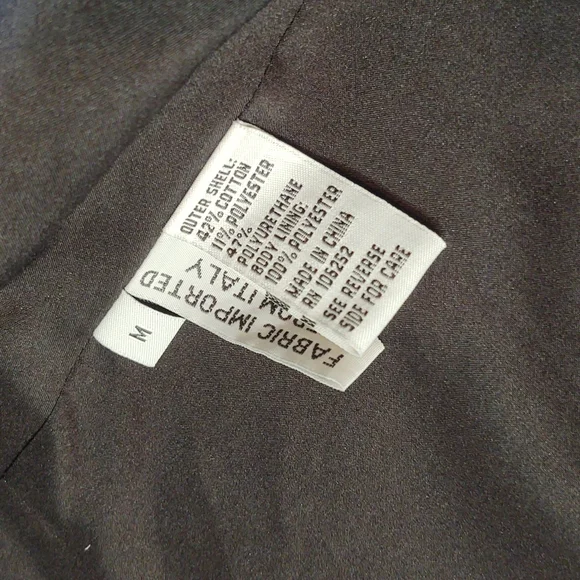 OUTER SHELL:
42% COTTON
11% POLYESTER
47%
POLYURETHANE
BODY LINING:
100% POLYESTER
MADE IN CHINA
RN 105252
SEE REVERSE
SIDE FOR CARE
FABRIC IMPORTED
FROM ITALY
M